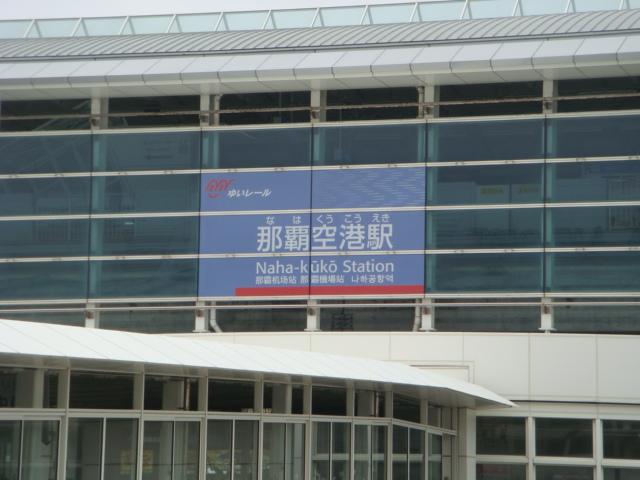 ゆいレール
なは くうこう えき
那覇空港駅
Naha-kūkō Station
那霸机场站 那霸機場站 나하공항역